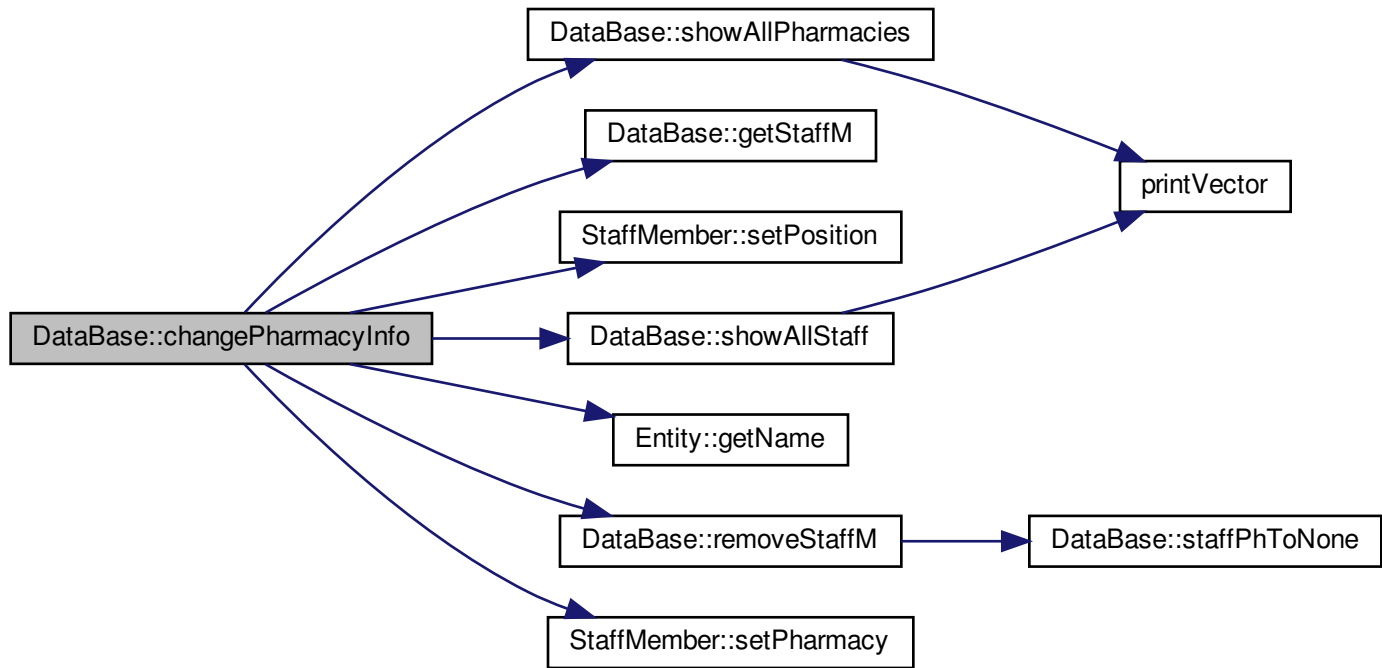 DataBase::showAllPharmacies
DataBase::getStaffM
printVector
StaffMember::setPosition
DataBase::changePharmacyInfo
DataBase::showAllStaff
Entity::getName
DataBase::removeStaffM
DataBase::staffPhToNone
StaffMember::setPharmacy